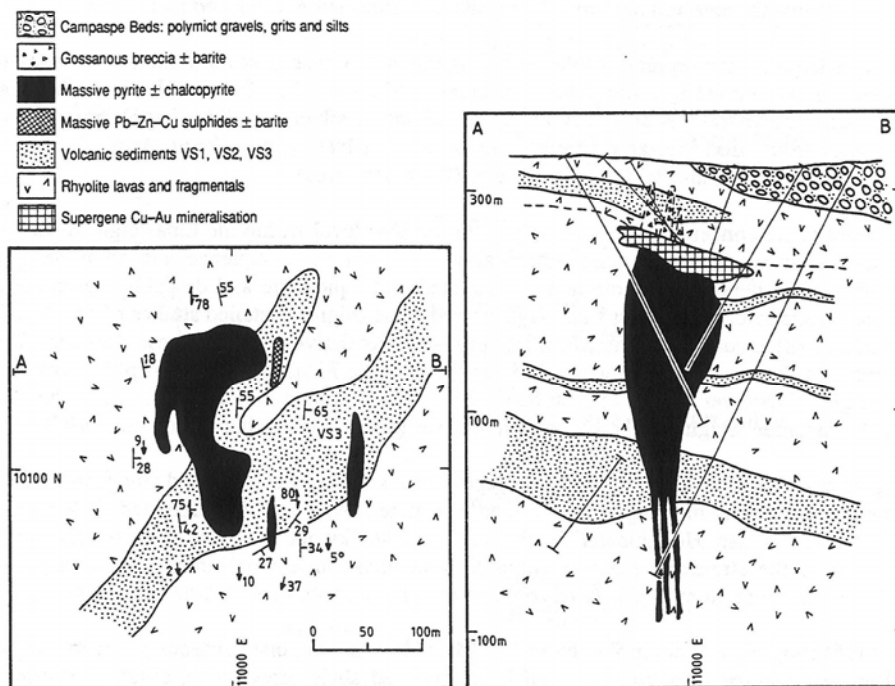 Campaspe Beds: polymict gravels, grits and silts
Gossanous breccia ± barite
Massive pyrite ± chalcopyrite
Massive Pb–Zn–Cu sulphides ± barite
Volcanic sediments VS1, VS2, VS3
Rhyolite lavas and fragmentals
Supergene Cu–Au mineralisation
A
B
300m
100m
-100m
11000 E
78
55
A
18
B
55
65
VS3
9
28
10100 N
75
42
80
29
34
5°
27
2
10
37
0 50 100m
11000 E